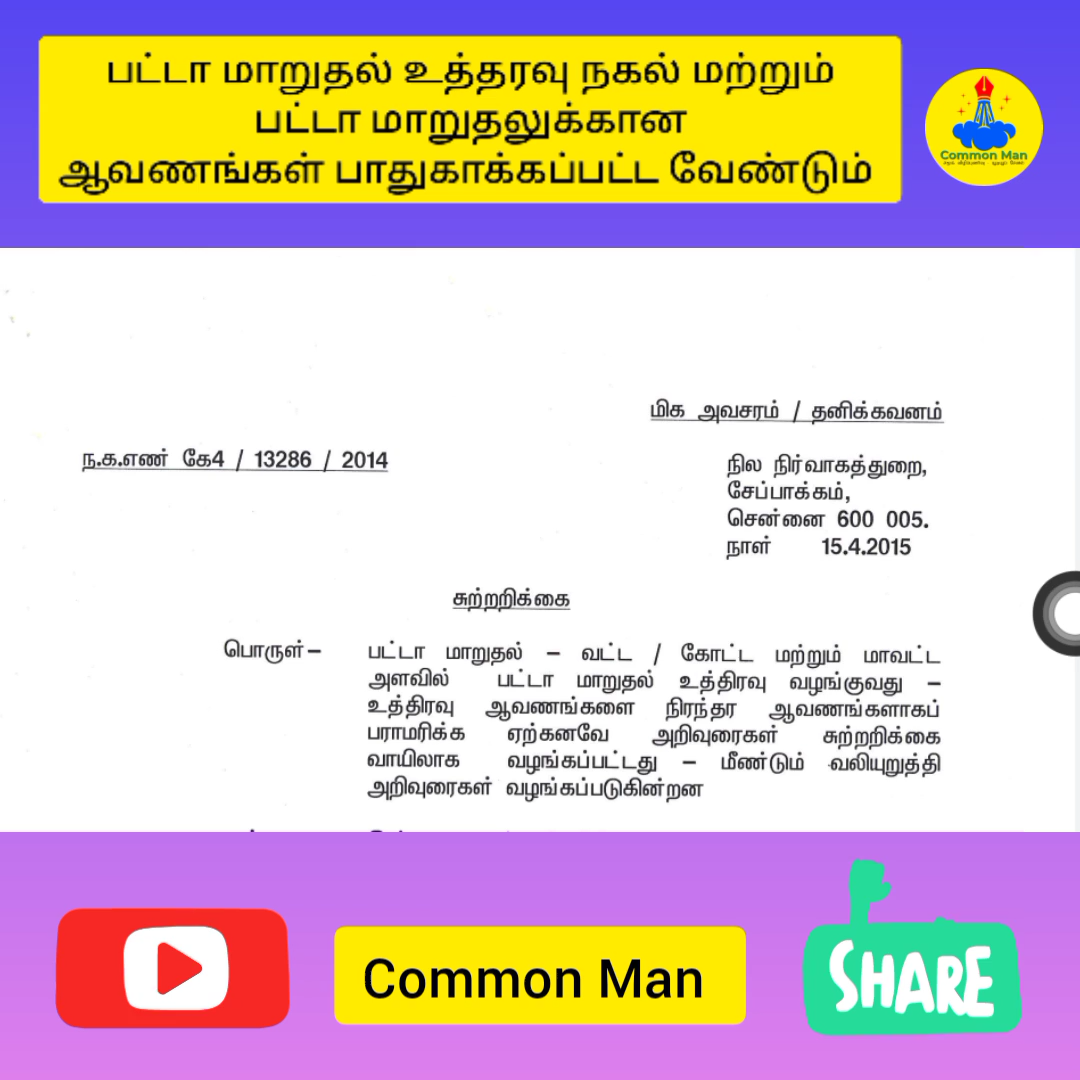 பட்டா மாறுதல் உத்தரவு நகல் மற்றும்
பட்டா மாறுதலுக்கான
ஆவணங்கள் பாதுகாக்கப்பட்ட வேண்டும்
Common Man
மிக அவசரம் / தனிக்கவனம்
ந.க.எண் கே4 / 13286 / 2014
நில நிர்வாகத்துறை,
சேப்பாக்கம்,
சென்னை 600 005.
நாள் 15.4.2015
சுற்றறிக்கை
பொருள்– பட்டா மாறுதல் – வட்ட / கோட்ட மற்றும் மாவட்ட
அளவில் பட்டா மாறுதல் உத்திரவு வழங்குவது –
உத்திரவு ஆவணங்களை நிரந்தர ஆவணங்களாகப்
பராமரிக்க ஏற்கனவே அறிவுரைகள் சுற்றறிக்கை
வாயிலாக வழங்கப்பட்டது – மீண்டும் வலியுறுத்தி
அறிவுரைகள் வழங்கப்படுகின்றன
Common Man
SHARE